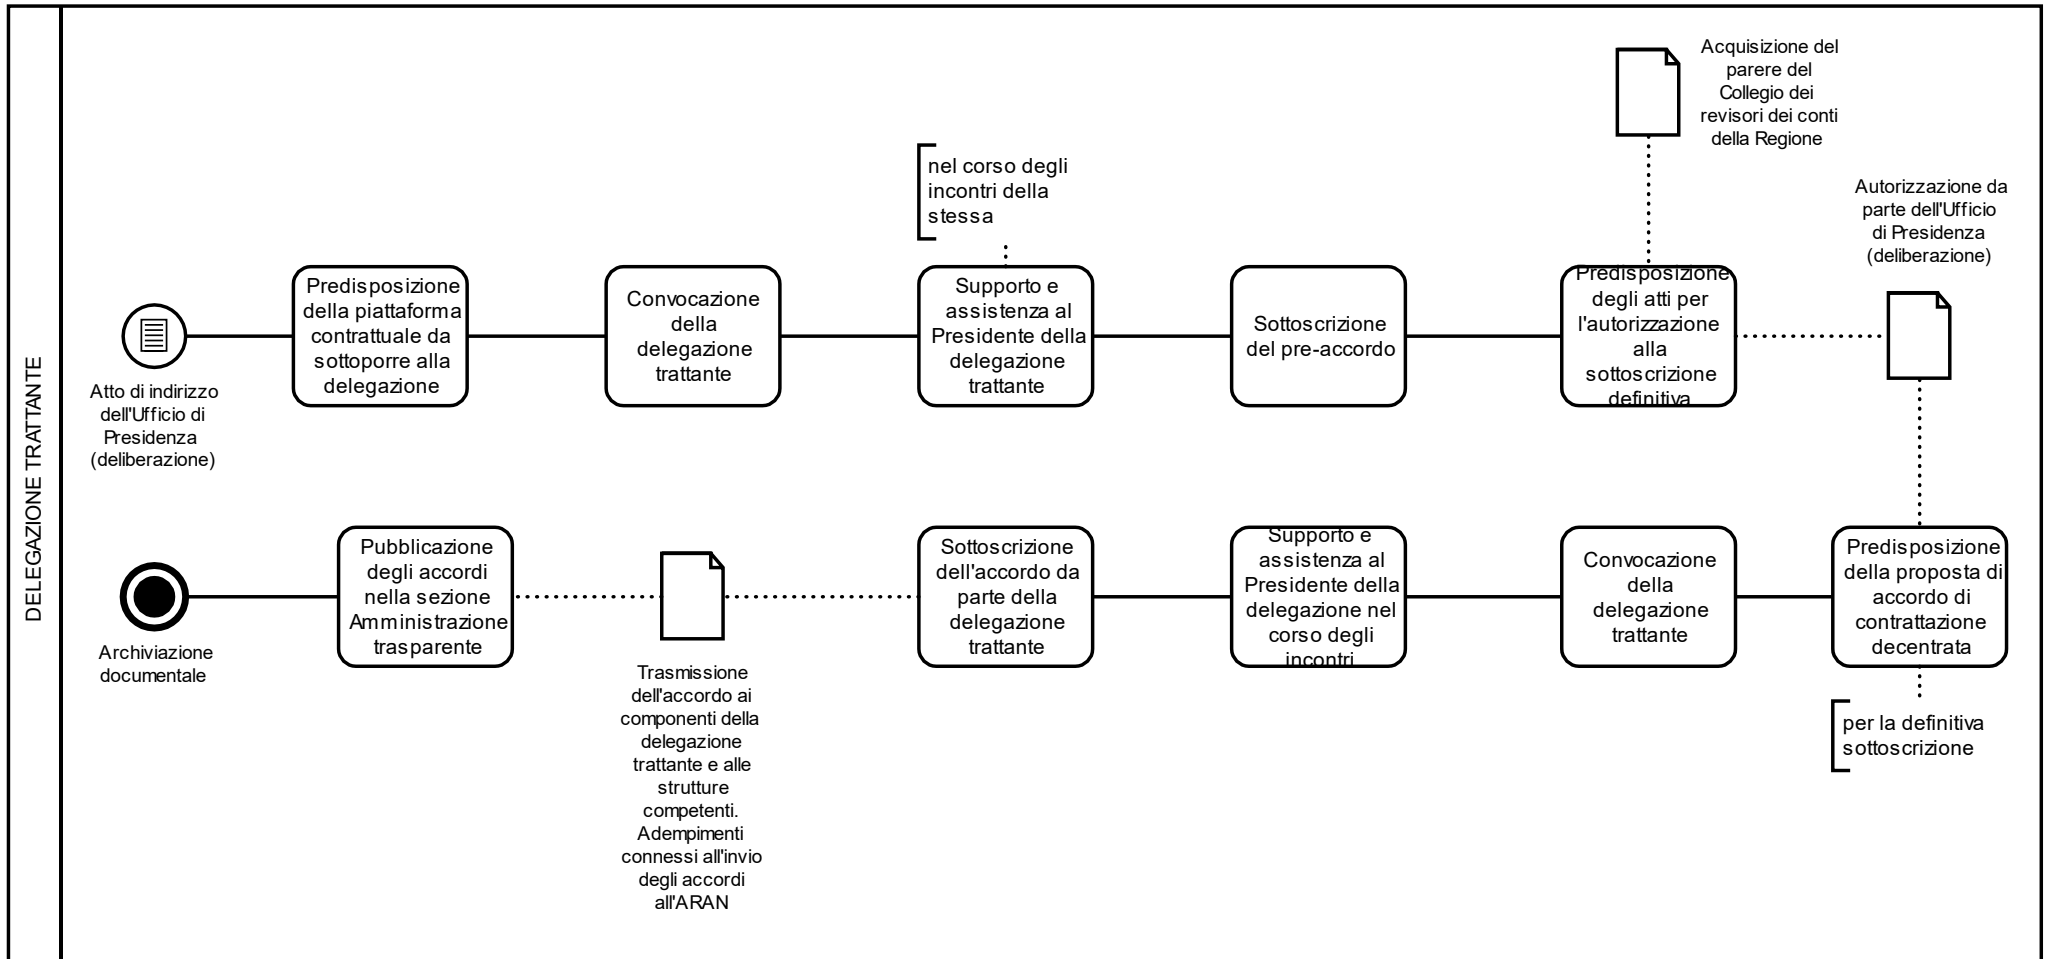 DELEGAZIONE TRATTANTE
Atto di indirizzo
dell'Ufficio di
Presidenza
(deliberazione)
Predisposizione
della piattaforma
contrattuale da
sottoporre alla
delegazione
Convocazione
della
delegazione
trattante
nel corso degli
incontri della
stessa
Supporto e
assistenza al
Presidente della
delegazione
trattante
Sottoscrizione
del pre-accordo
Acquisizione del
parere del
Collegio dei
revisori dei conti
della Regione
Predisposizione
degli atti per
l'autorizzazione
alla
sottoscrizione
definitiva
Autorizzazione da
parte dell'Ufficio
di Presidenza
(deliberazione)
Predisposizione
della proposta di
accordo di
contrattazione
decentrata
per la definitiva
sottoscrizione
Convocazione
della
delegazione
trattante
Supporto e
assistenza al
Presidente della
delegazione nel
corso degli
incontri
Sottoscrizione
dell'accordo da
parte della
delegazione
trattante
Trasmissione
dell'accordo ai
componenti della
delegazione
trattante e alle
strutture
competenti.
Adempimenti
connessi all'invio
degli accordi
all'ARAN
Pubblicazione
degli accordi
nella sezione
Amministrazione
trasparente
Archiviazione
documentale